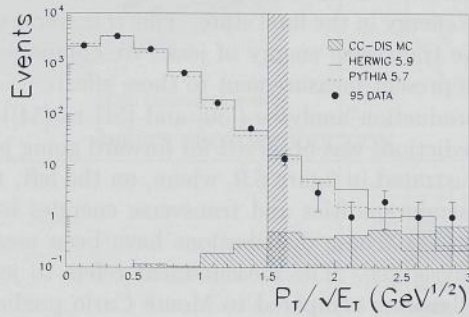 Events
10⁴
10³
10²
10
1
10⁻¹
CC-DIS MC
HERWIG 5.9
PYTHIA 5.7
95 DATA
0 0.5 1 1.5 2 2.5 3
P_T/√E_T (GeV^1/2)